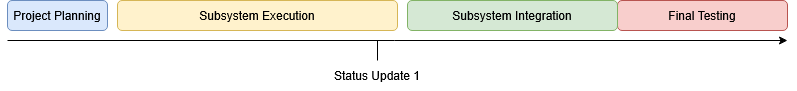 Project Planning
Subsystem Execution
Subsystem Integration
Final Testing
Status Update 1